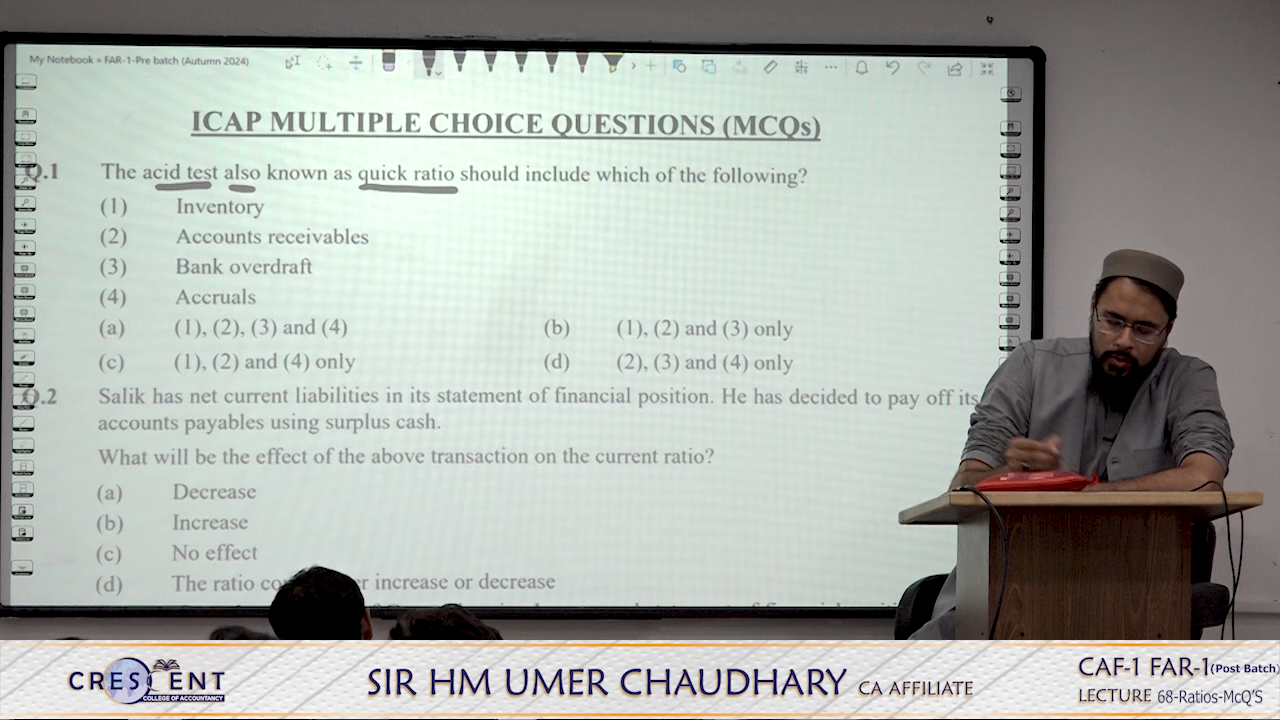 My Notebook » FAR-1-Pre batch (Autumn 2024)
ICAP MULTIPLE CHOICE QUESTIONS (MCQs)
Q.1 The acid test also known as quick ratio should include which of the following?
(1) Inventory
(2) Accounts receivables
(3) Bank overdraft
(4) Accruals
(a) (1), (2), (3) and (4) (b) (1), (2) and (3) only
(c) (1), (2) and (4) only (d) (2), (3) and (4) only
Q.2 Salik has net current liabilities in its statement of financial position. He has decided to pay off its
accounts payables using surplus cash.
What will be the effect of the above transaction on the current ratio?
(a) Decrease
(b) Increase
(c) No effect
(d) The ratio increase or decrease
CRESCENT
COLLEGE OF ACCOUNTANCY
SIR HM UMER CHAUDHARY CA AFFILIATE
CAF-1 FAR-1(Post Batch)
LECTURE 68-Ratios-McQ'S